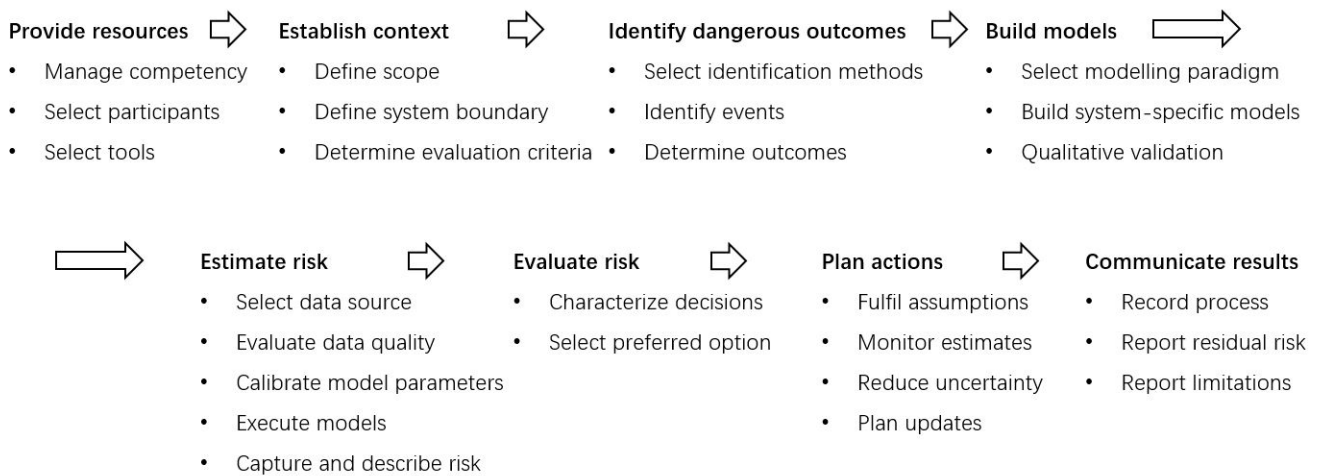 Provide resources
• Manage competency
• Select participants
• Select tools
Establish context
• Define scope
• Define system boundary
• Determine evaluation criteria
Identify dangerous outcomes
• Select identification methods
• Identify events
• Determine outcomes
Build models
• Select modelling paradigm
• Build system-specific models
• Qualitative validation
Estimate risk
• Select data source
• Evaluate data quality
• Calibrate model parameters
• Execute models
• Capture and describe risk
Evaluate risk
• Characterize decisions
• Select preferred option
Plan actions
• Fulfil assumptions
• Monitor estimates
• Reduce uncertainty
• Plan updates
Communicate results
• Record process
• Report residual risk
• Report limitations